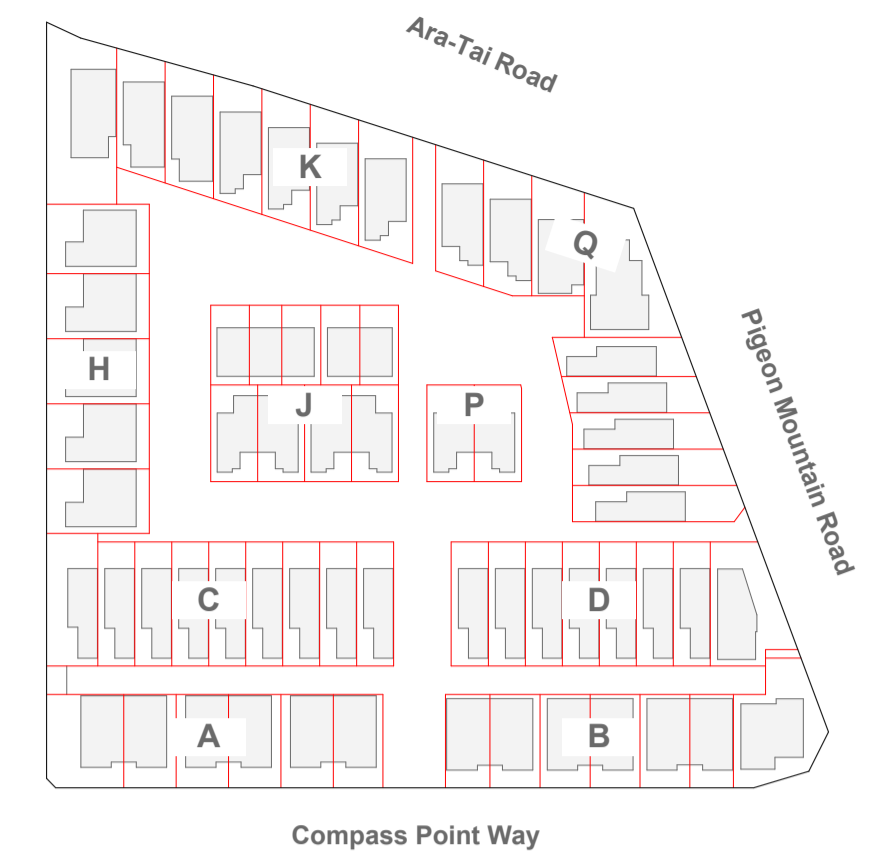 Ara-Tai Road
K
Q
Pigeon Mountain Road
H
J
P
C
D
A
B
Compass Point Way